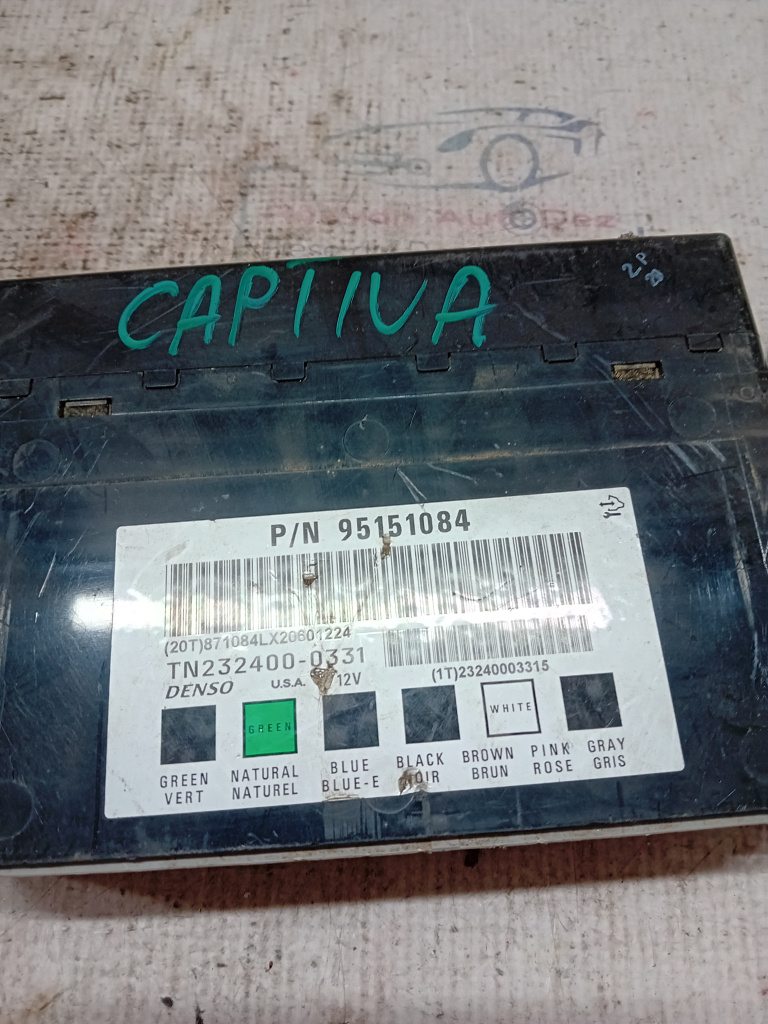 CAPTIVA
P/N 95151084
(20T)871084LX20601224
TN232400-0331
(1T)23240003315
DENSO U.S.A. 12V
GREEN
WHITE
GREEN NATURAL BLUE BLACK BROWN PINK GRAY
VERT NATUREL BLUE-E NOIR BRUN ROSE GRIS